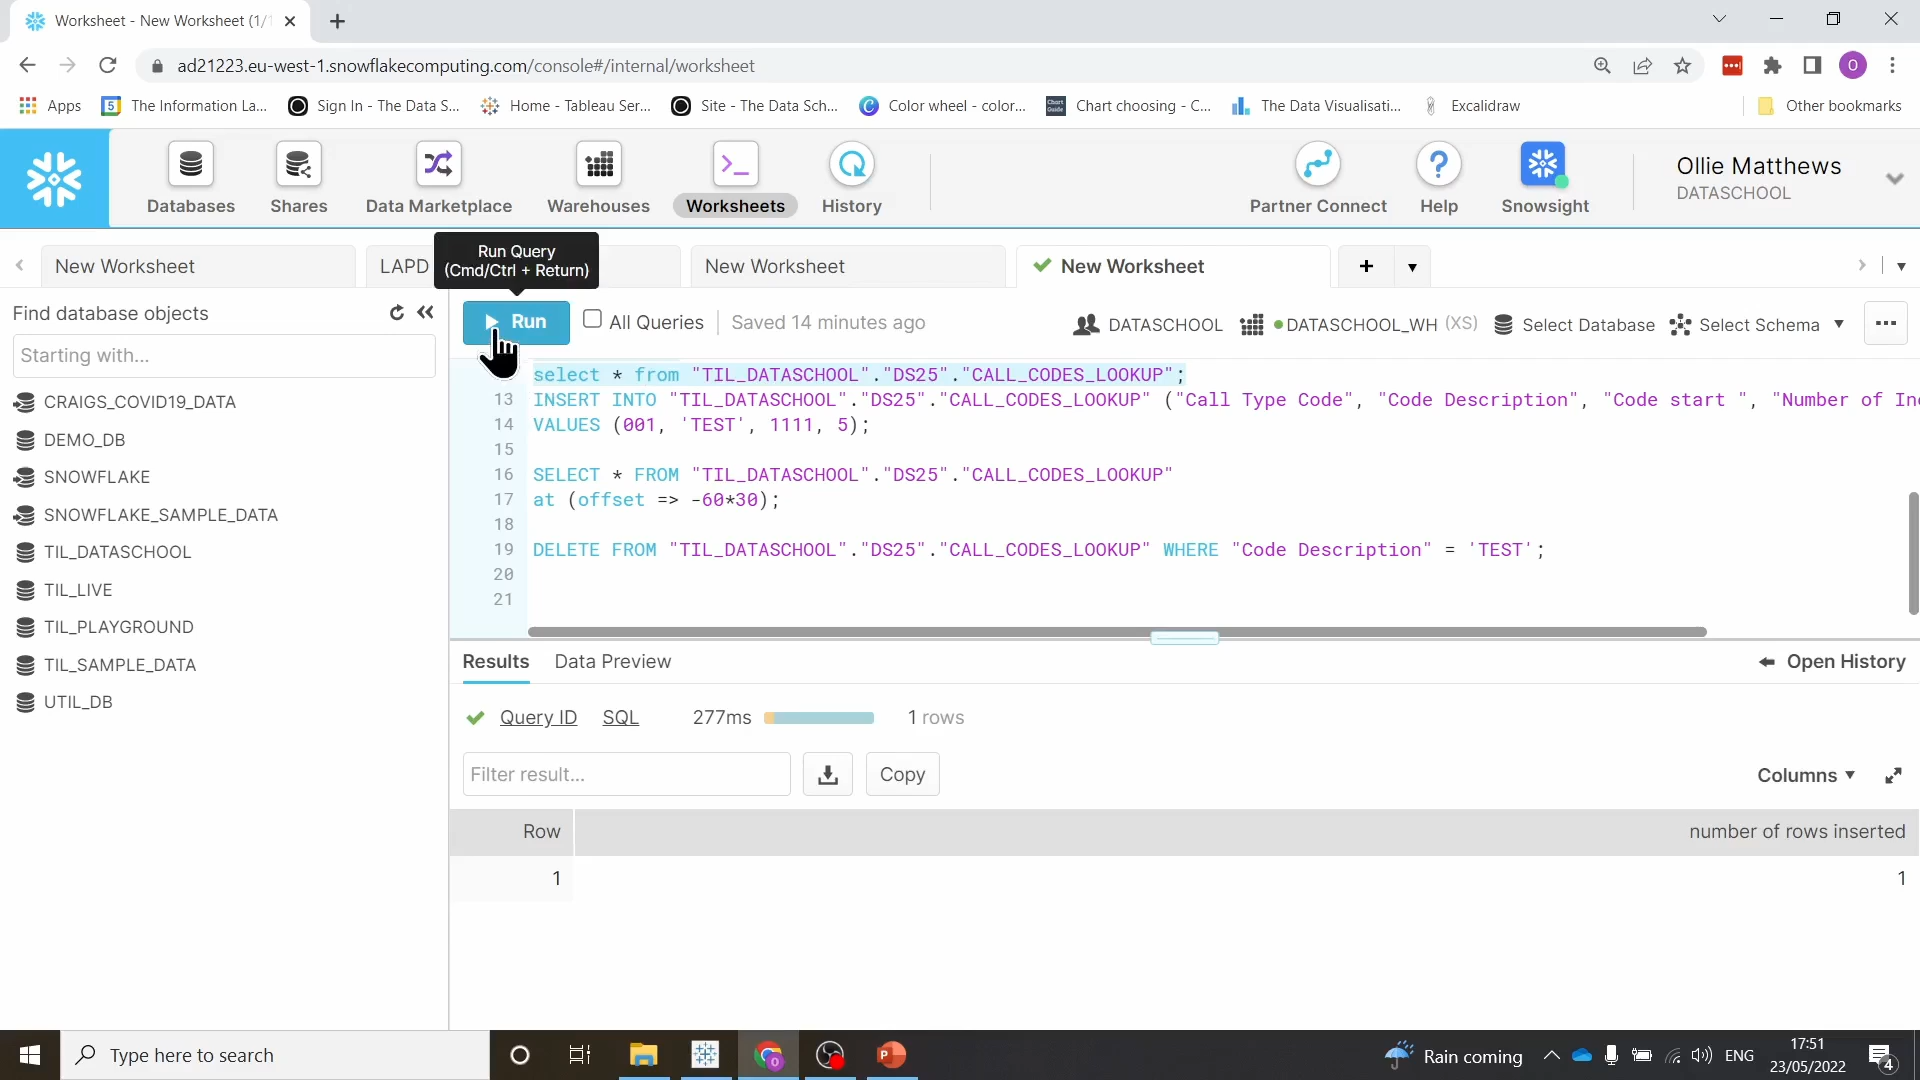 Worksheet - New Worksheet (1/1
ad21223.eu-west-1.snowflakecomputing.com/console#/internal/worksheet
O
Apps
5 The Information La...
Sign In - The Data S...
Home - Tableau Ser...
Site - The Data Sch...
Color wheel - color...
Chart choosing - C...
The Data Visualisati...
Excalidraw
Other bookmarks
Databases
Shares
Data Marketplace
Warehouses
Worksheets
History
Partner Connect
Help
Snowsight
Ollie Matthews
DATASCHOOL
New Worksheet
LAPD
Run Query
(Cmd/Ctrl + Return)
New Worksheet
New Worksheet
Find database objects
Starting with...
CRAIGS_COVID19_DATA
DEMO_DB
SNOWFLAKE
SNOWFLAKE_SAMPLE_DATA
TIL_DATASCHOOL
TIL_LIVE
TIL_PLAYGROUND
TIL_SAMPLE_DATA
UTIL_DB
Run
All Queries
Saved 14 minutes ago
DATASCHOOL
DATASCHOOL_WH (XS)
Select Database
Select Schema
select * from "TIL_DATASCHOOL"."DS25"."CALL_CODES_LOOKUP";
13 INSERT INTO "TIL_DATASCHOOL"."DS25"."CALL_CODES_LOOKUP" ("Call Type Code", "Code Description", "Code start ", "Number of In
14 VALUES (001, 'TEST', 1111, 5);
15
16 SELECT * FROM "TIL_DATASCHOOL"."DS25"."CALL_CODES_LOOKUP"
17 at (offset => -60*30);
18
19 DELETE FROM "TIL_DATASCHOOL"."DS25"."CALL_CODES_LOOKUP" WHERE "Code Description" = 'TEST';
20
21
Results
Data Preview
Open History
Query ID
SQL
277ms
1 rows
Filter result...
Copy
Columns
Row
number of rows inserted
1
1
Type here to search
Rain coming
ENG
17:51
23/05/2022
4